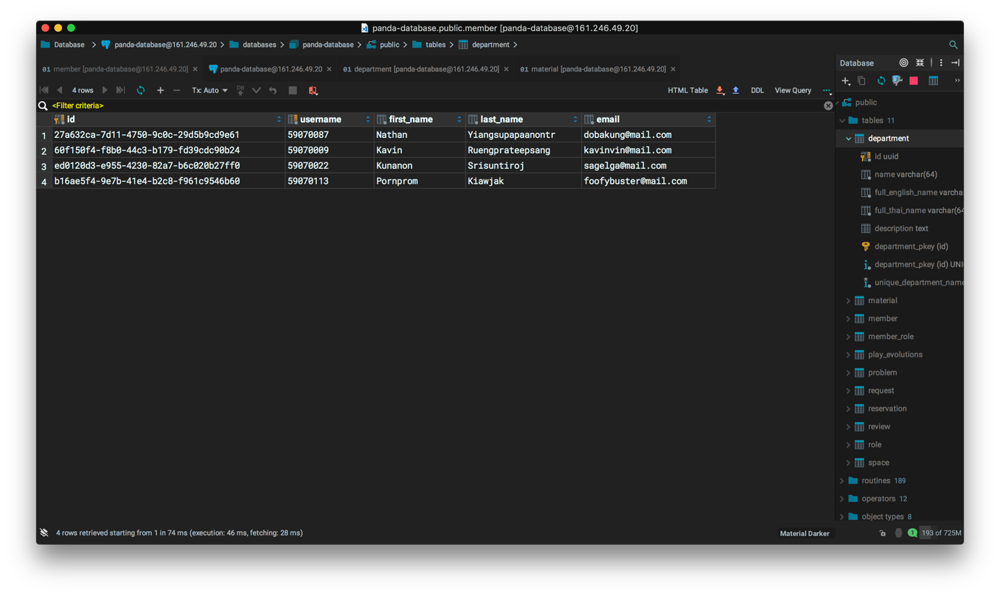 panda-database.public.member [panda-database@161.246.49.20]
Database panda-database@161.246.49.20 databases panda-database public tables department
01 member [panda-database@161.246.49.20] panda-database@161.246.49.20 01 department [panda-database@161.246.49.20] 01 material [panda-database@161.246.49.20]
4 rows Tx: Auto DB HTML Table DDL View Query
<Filter criteria>
id username first_name last_name email
1 27a632ca-7d11-4750-9c0c-29d5b9cd9e61 59070087 Nathan Yiangsupapaanontr dobakung@mail.com
2 60f150f4-f8b0-44c3-b179-fd39cdc90b24 59070009 Kavin Ruengprateepsang kavinvin@mail.com
3 ed0120d3-e955-4230-82a7-b6c020b27ff0 59070022 Kunanon Srisuntiroj sagelga@mail.com
4 b16ae5f4-9e7b-41e4-b2c8-f961c9546b60 59070113 Pornprom Kiawjak foofybuster@mail.com
Database
public
tables 11
department
id uuid
name varchar(64)
full_english_name varcha
full_thai_name varchar(64
description text
department_pkey (id)
department_pkey (id) UNI
unique_department_name
material
member
member_role
play_evolutions
problem
request
reservation
review
role
space
routines 189
operators 12
object types 8
4 rows retrieved starting from 1 in 74 ms (execution: 46 ms, fetching: 28 ms)
Material Darker 1 193 of 725M